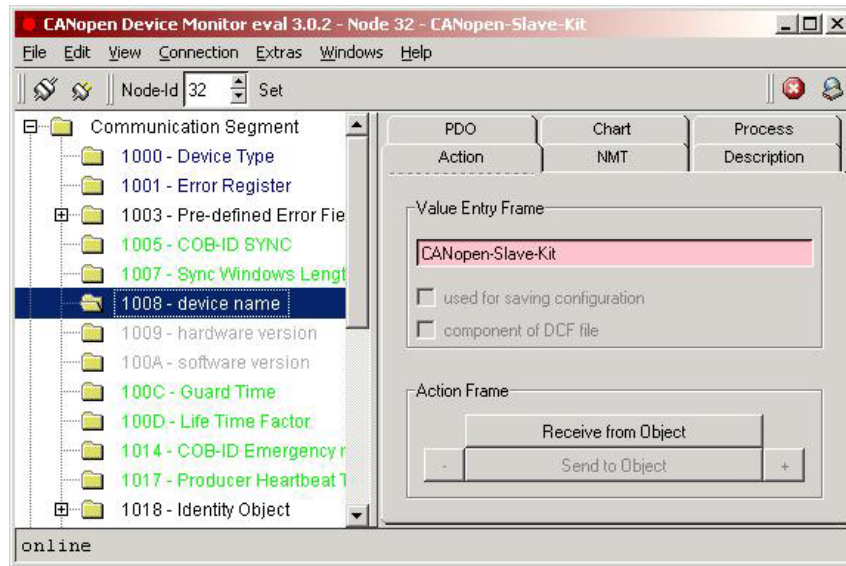 CANopen Device Monitor eval 3.0.2 - Node 32 - CANopen-Slave-Kit
File Edit View Connection Extras Windows Help
Node-Id 32 Set
Communication Segment
1000 - Device Type
1001 - Error Register
1003 - Pre-defined Error Fie
1005 - COB-ID SYNC
1007 - Sync Windows Lengt
1008 - device name
1009 - hardware version
100A - software version
100C - Guard Time
100D - Life Time Factor
1014 - COB-ID Emergency r
1017 - Producer Heartbeat T
1018 - Identity Object
PDO Chart Process
Action NMT Description
Value Entry Frame
CANopen-Slave-Kit
used for saving configuration
component of DCF file
Action Frame
Receive from Object
- Send to Object +
online